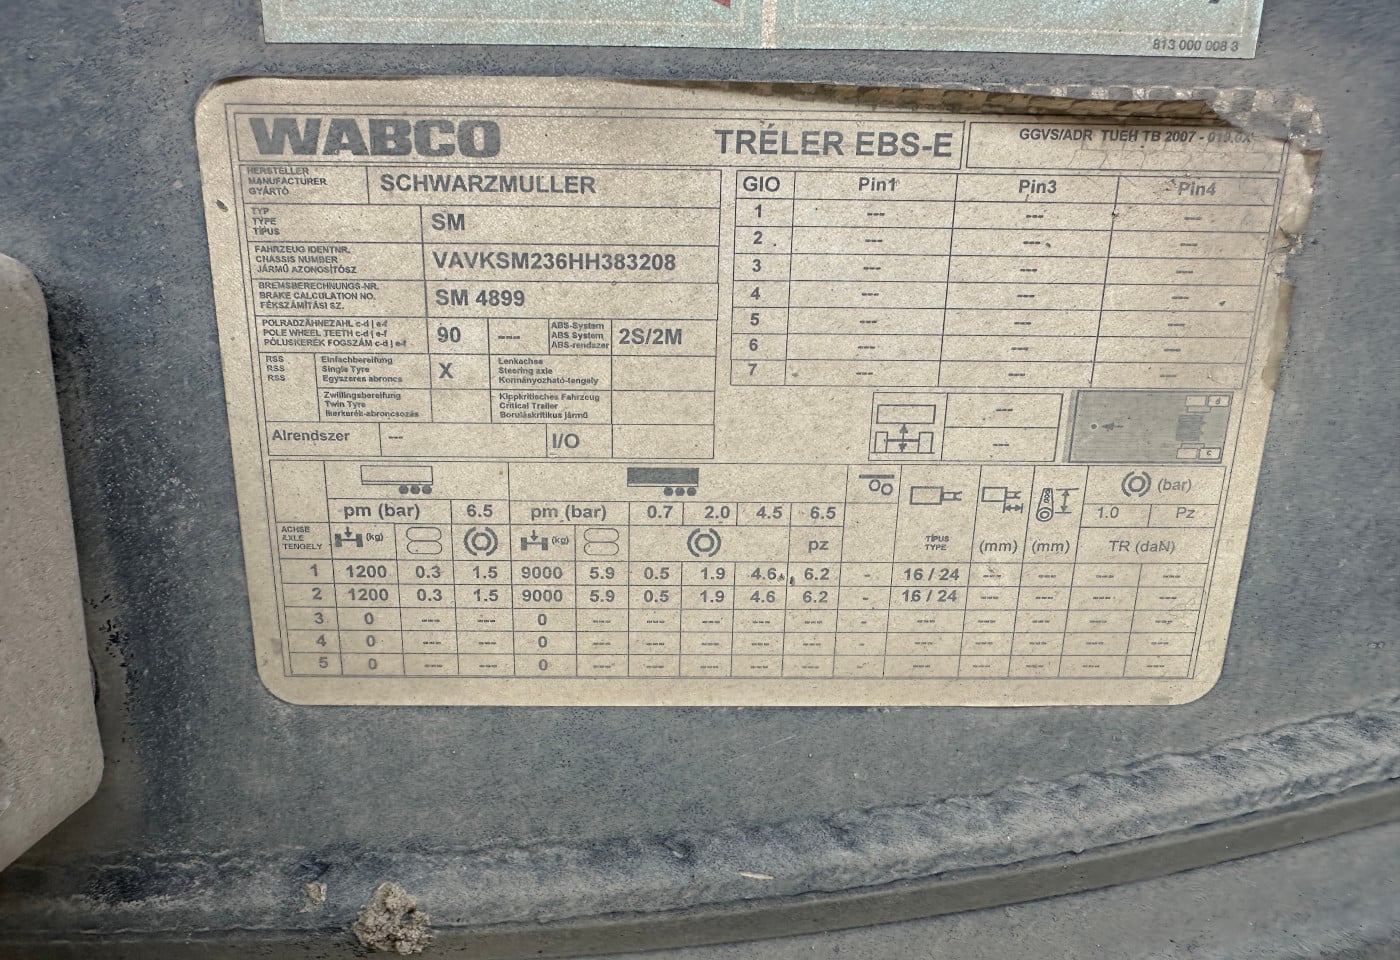 813 000 008 3
WABCO TRÉLER EBS-E GGVS/ADR TUEH TB 2007 -
HERSTELLER
MANUFACTURER
GYÁRTÓ
SCHWARZMULLER
TYP
TYPE
TÍPUS
SM
FAHRZEUG IDENTNR.
CHASSIS NUMBER
JÁRMŰ AZONOSÍTÓSZ
VAVKSM236HH383208
BREMSBERECHNUNGS-NR.
BRAKE CALCULATION NO.
FÉKSZÁMÍTÁSI SZ.
SM 4899
POLRADZÄHNEZAHL c-d | e-f
POLE WHEEL TEETH c-d | e-f
PÓLUSKERÉK FOGSZÁM c-d | e-f
90 ---
ABS-System
ABS System
ABS-rendszer
2S/2M
RSS
RSS
RSS
Einfachbereifung
Single Tyre
Egyszeres abroncs
X
Lenkachse
Steering axle
Kormányozható-tengely
Zwillingsbereifung
Twin Tyre
Ikerkerék-abroncsozás
Kippkritisches Fahrzeug
Critical Trailer
Boruláskritikus jármű
Alrendszer --- I/O
GIO Pin1 Pin3 Pin4
1 --- --- ---
2 --- --- ---
3 --- --- ---
4 --- --- ---
5 --- --- ---
6 --- --- ---
7 --- --- ---
---
---
d
c
pm (bar) 6.5 pm (bar) 0.7 2.0 4.5 6.5
(bar)
1.0 Pz
ACHSE
AXLE
TENGELY
(kg) (kg) pz
TÍPUS
TYPE
(mm) (mm) TR (daN)
1 1200 0.3 1.5 9000 5.9 0.5 1.9 4.6 6.2 - 16 / 24 --- --- --- ---
2 1200 0.3 1.5 9000 5.9 0.5 1.9 4.6 6.2 - 16 / 24 --- --- --- ---
3 0 --- --- 0 --- --- --- --- --- - --- --- --- --- ---
4 0 --- --- 0 --- --- --- --- --- - --- --- --- --- ---
5 0 --- --- 0 --- --- --- --- --- - --- --- --- --- ---